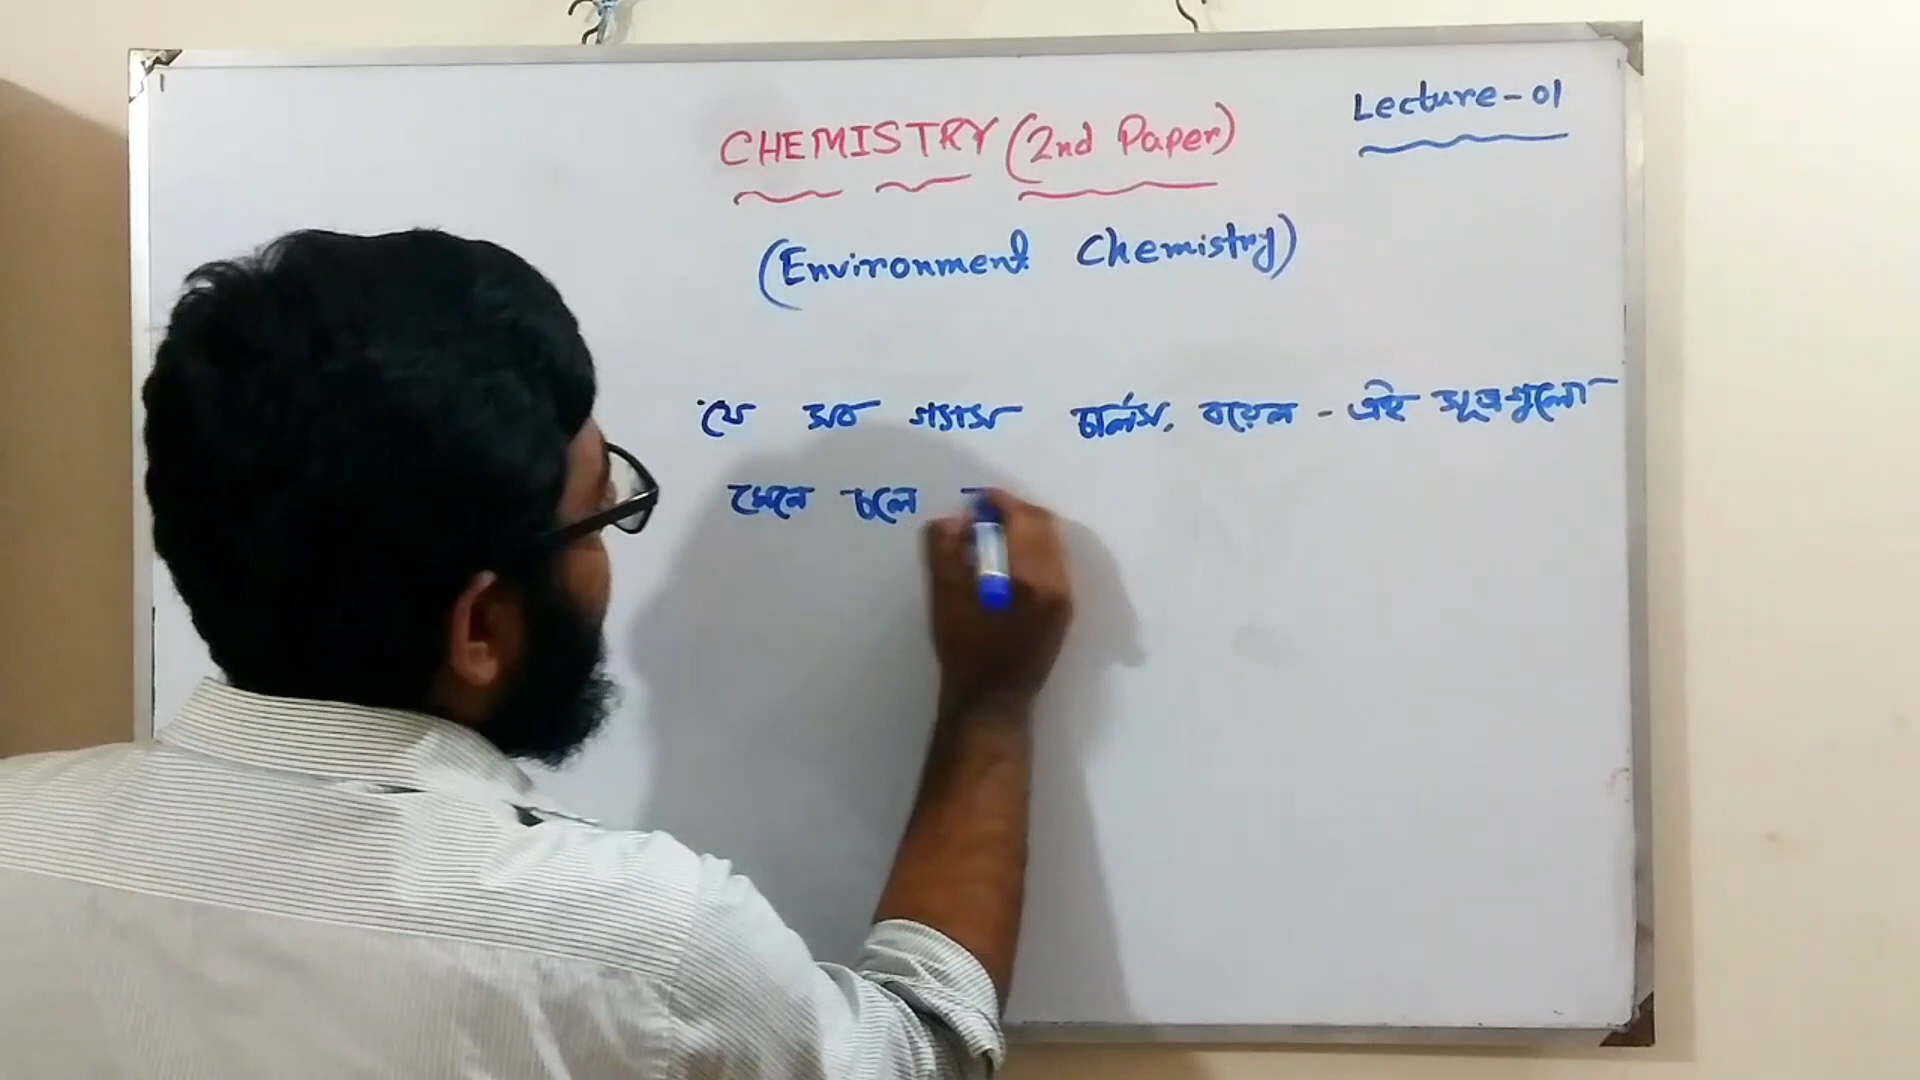 Lecture-01
CHEMISTRY (2nd Paper)
(Environment Chemistry)
যে সব গ্যাস চার্লস, বয়েল - এই সূত্রগুলো
মেনে চলে